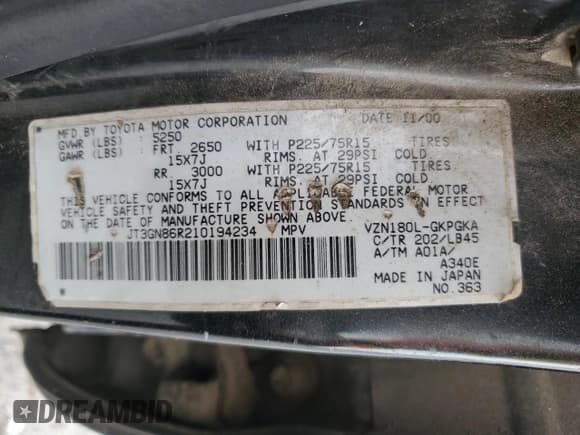 MFD.BY TOYOTA MOTOR CORPORATION DATE 11/00
GVWR (LBS) : 5250
GAWR (LBS) : FRT. 2650 WITH P225/75R15 TIRES
15X7J RIMS. AT 29PSI COLD
RR. 3000 WITH P225/75R15 TIRES
15X7J RIMS. AT 29PSI COLD
THIS VEHICLE CONFORMS TO ALL APPLICABLE FEDERAL MOTOR
VEHICLE SAFETY AND THEFT PREVENTION STANDARDS IN EFFECT
ON THE DATE OF MANUFACTURE SHOWN ABOVE.
JT3GN86R210194234 MPV VZN180L-GKPGKA
C/TR 202/LB45
A/TM A01A/
A340E
MADE IN JAPAN
NO.363
DREAMBID